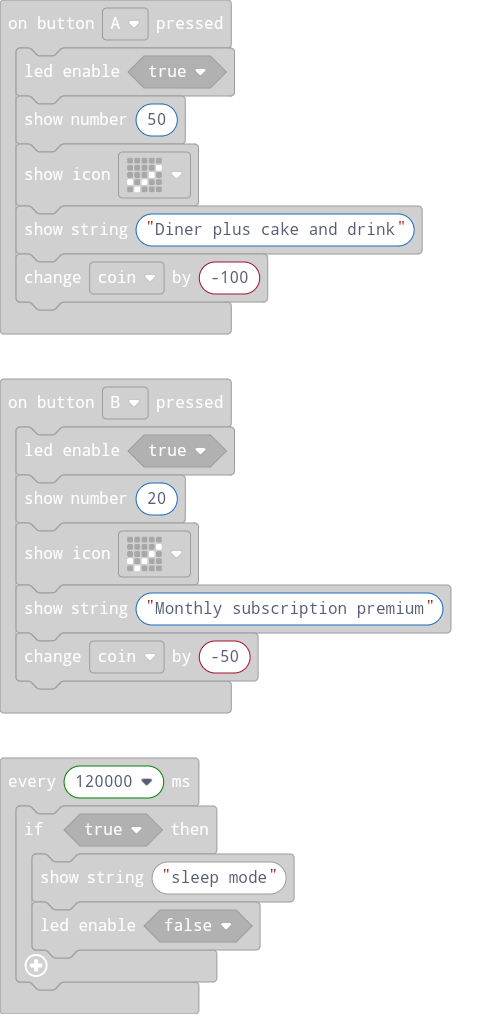 on button A pressed
led enable true
show number 50
show icon
show string "Diner plus cake and drink"
change coin by -100
on button B pressed
led enable true
show number 20
show icon
show string "Monthly subscription premium"
change coin by -50
every 120000 ms
if true then
show string "sleep mode"
led enable false